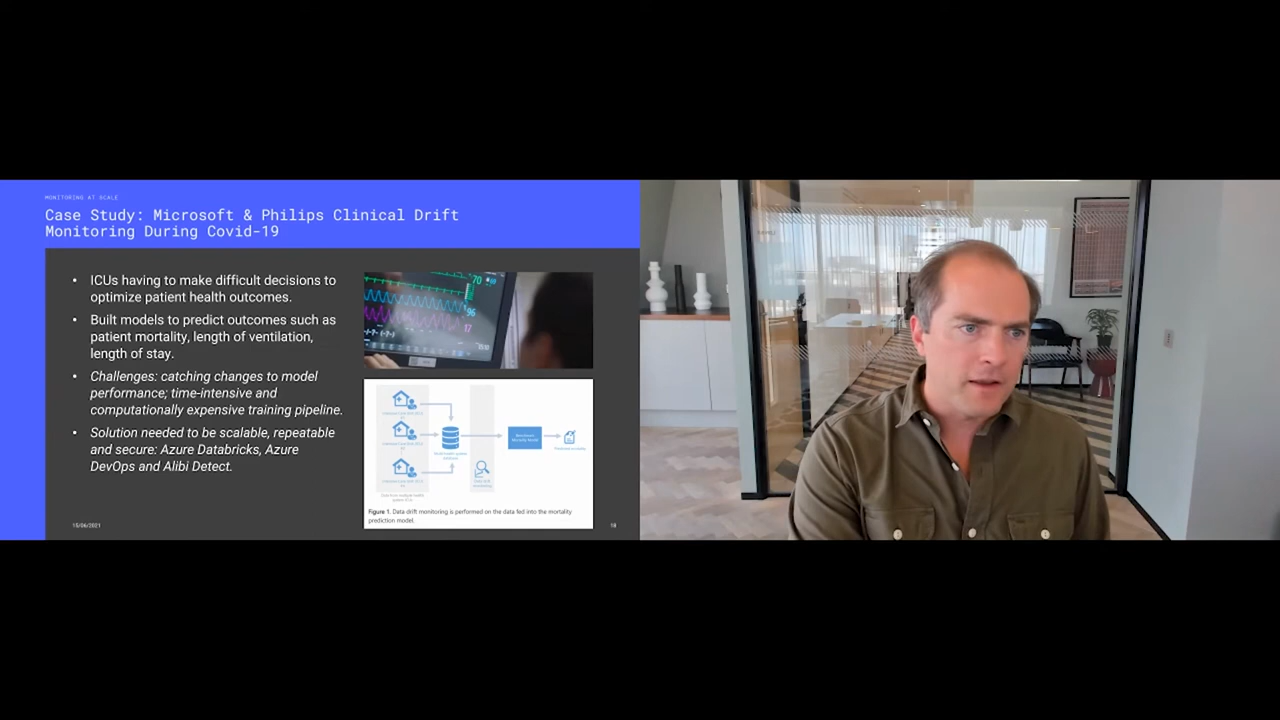 MONITORING AT SCALE
Case Study: Microsoft & Philips Clinical Drift
Monitoring During Covid-19
• ICUs having to make difficult decisions to
optimize patient health outcomes.
• Built models to predict outcomes such as
patient mortality, length of ventilation,
length of stay.
• Challenges: catching changes to model
performance; time-intensive and
computationally expensive training pipeline.
• Solution needed to be scalable, repeatable
and secure: Azure Databricks, Azure
DevOps and Alibi Detect.
70
96
17
Data drift
monitoring
Figure 1. Data drift monitoring is performed on the data fed into the mortality
prediction model.
15/06/2021
18